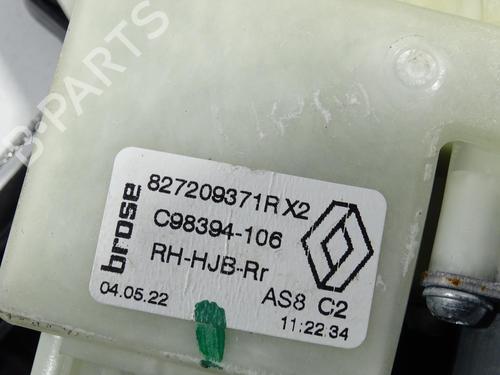 827209371R X2
C98394-106
RH-HJB-Rr
brose
04.05.22
AS8 C2
11:22:34
B-PARTS